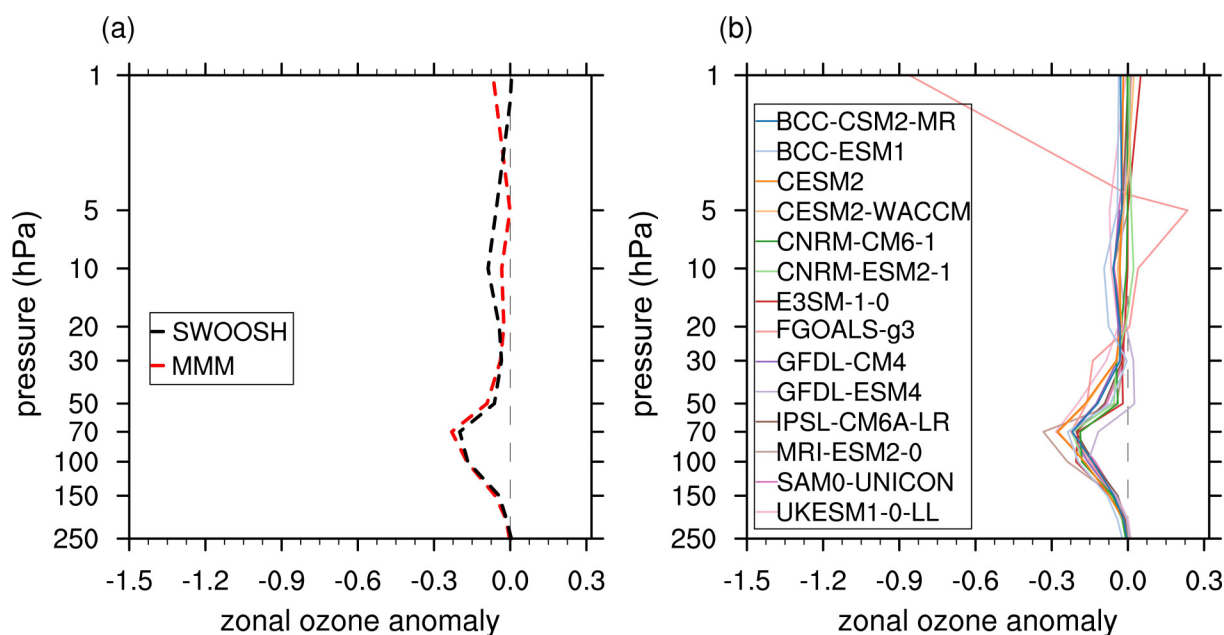 (a)
1
5
10
20
30
50
70
100
150
250
pressure (hPa)
SWOOSH
MMM
-1.5 -1.2 -0.9 -0.6 -0.3 0.0 0.3
zonal ozone anomaly
(b)
1
5
10
20
30
50
70
100
150
250
pressure (hPa)
BCC-CSM2-MR
BCC-ESM1
CESM2
CESM2-WACCM
CNRM-CM6-1
CNRM-ESM2-1
E3SM-1-0
FGOALS-g3
GFDL-CM4
GFDL-ESM4
IPSL-CM6A-LR
MRI-ESM2-0
SAM0-UNICON
UKESM1-0-LL
-1.5 -1.2 -0.9 -0.6 -0.3 0.0 0.3
zonal ozone anomaly